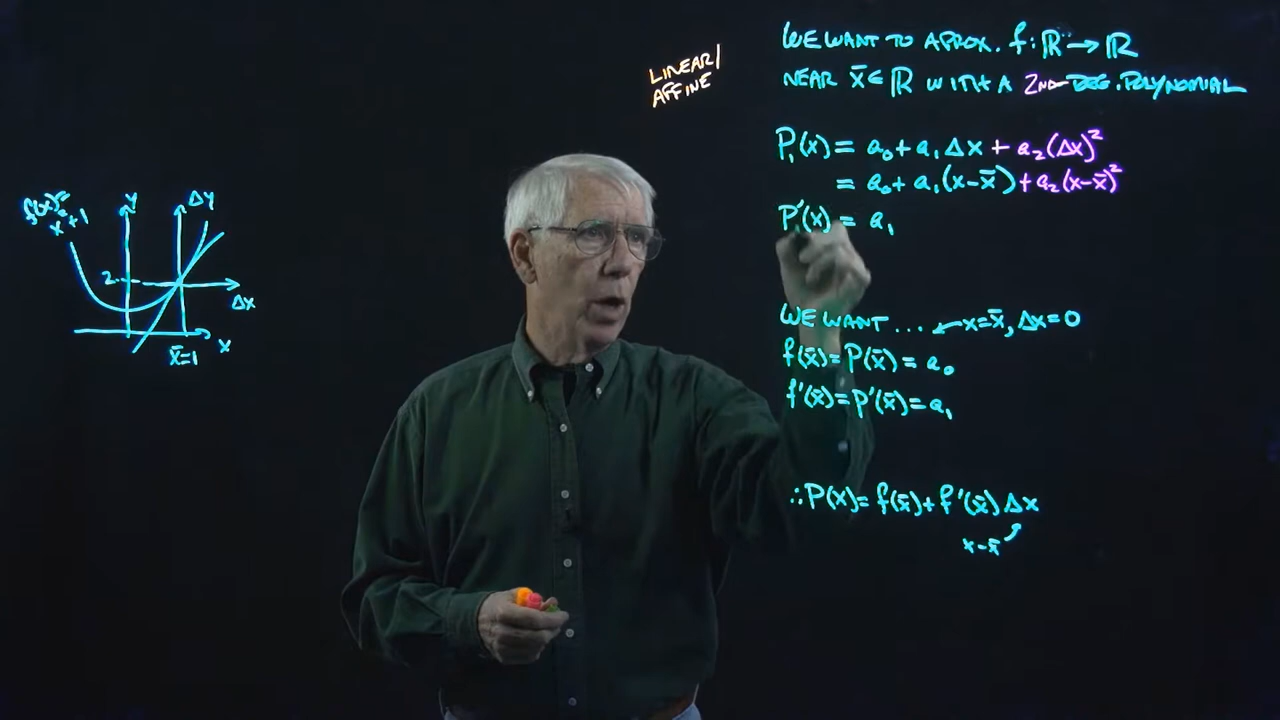 LINEAR/
AFFINE
WE WANT TO APROX. f: ℝ → ℝ
NEAR x̄ ∈ ℝ WITH A 2ND DEG. POLYNOMIAL
P₁(x) = a₀ + a₁ Δx + a₂(Δx)²
= a₀ + a₁(x-x̄) + a₂(x-x̄)²
P'(x) = a₁
WE WANT ... ← x=x̄, Δx=0
f(x̄)=P(x̄)=a₀
f'(x̄)=P'(x̄)=a₁
∴ P(x)= f(x̄)+ f'(x̄) Δx
x-x̄
f(x)=
x²+1
y
Δy
2
Δx
x̄=1
x